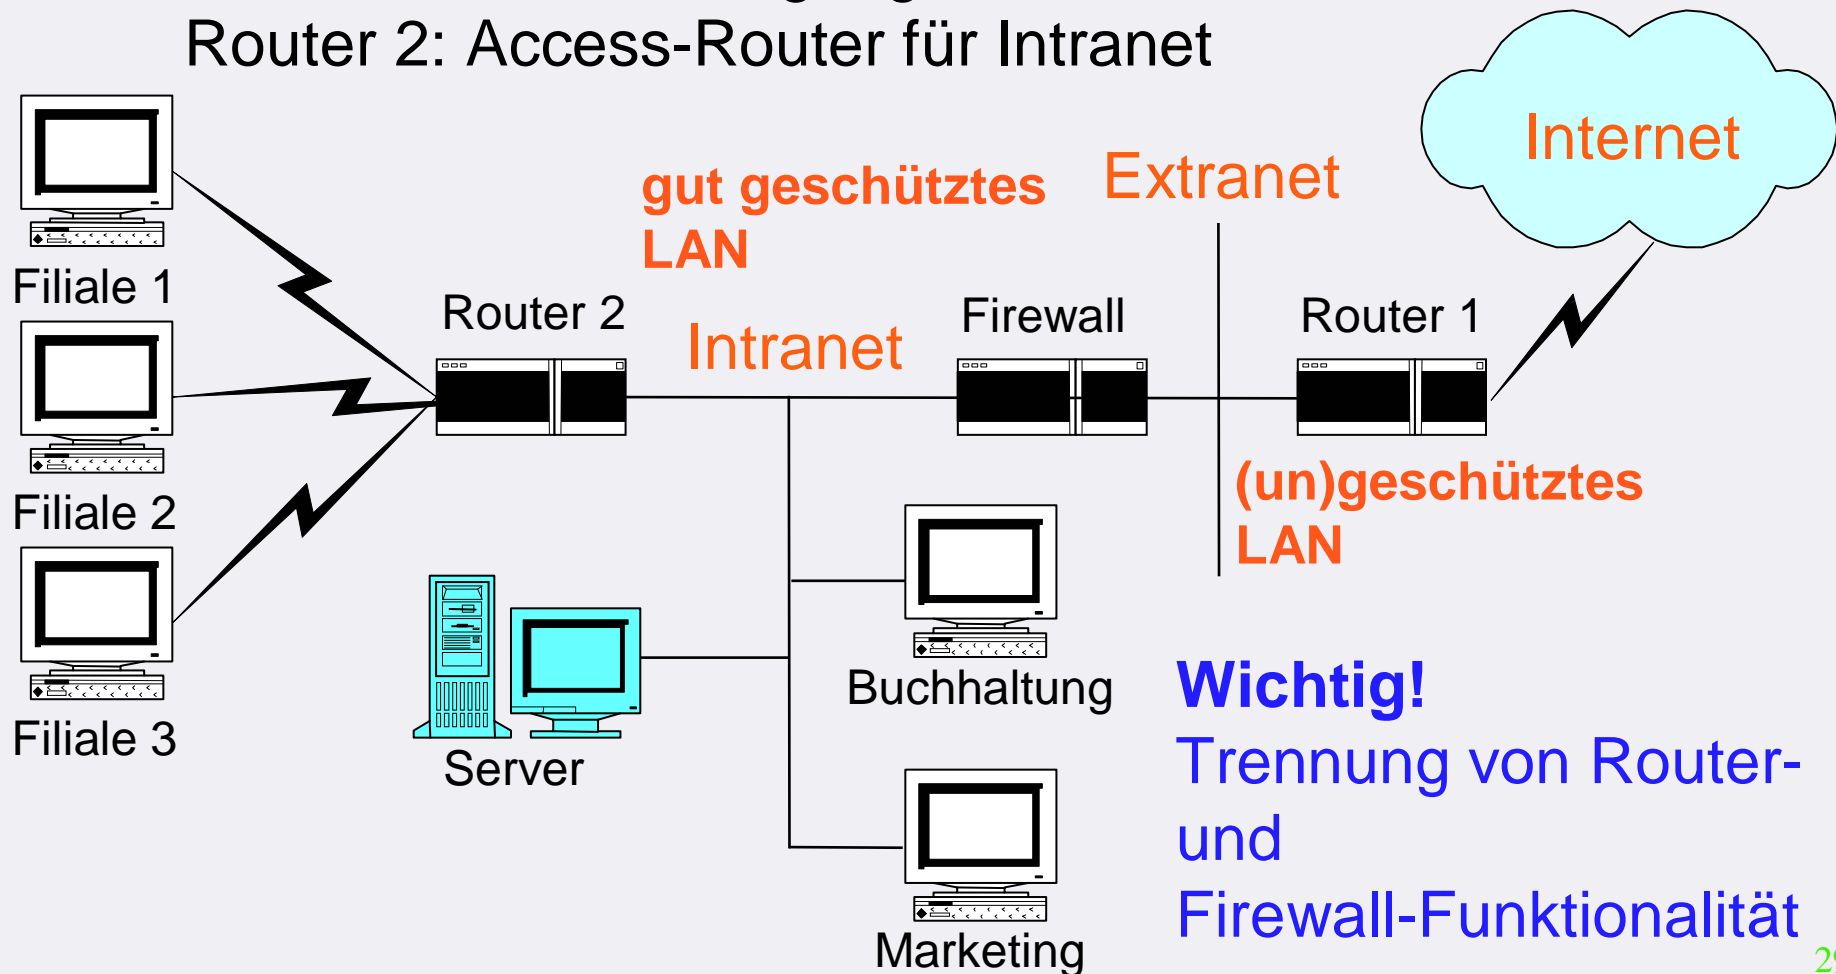 Router 2: Access-Router für Intranet
Internet
Extranet
gut geschütztes
LAN
Filiale 1
Router 2
Intranet
Firewall
Router 1
(un)geschütztes
LAN
Filiale 2
Filiale 3
Server
Buchhaltung
Marketing
Wichtig!
Trennung von Router-
und
Firewall-Funktionalität